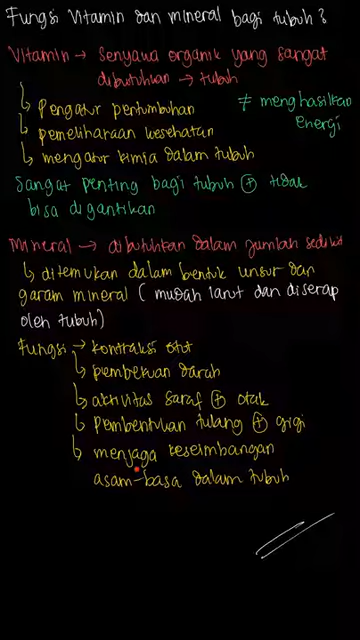 Fungsi Vitamin dan mineral bagi tubuh?
Vitamin → Senyawa organik yang sangat
dibutuhkan → tubuh
↳ pengatur pertumbuhan
≠ menghasilkan
energi
↳ pemeliharaan kesehatan
↳ mengatur kimia dalam tubuh
Sangat penting bagi tubuh ⊕ tidak
bisa digantikan
Mineral → dibutuhkan dalam jumlah sedikit
↳ ditemukan dalam bentuk unsur dan
garam mineral (mudah larut dan diserap
oleh tubuh)
Fungsi → kontraksi otot
↳ pembekuan darah
↳ aktivitas saraf ⊕ otak
↳ pembentukan tulang ⊕ gigi
↳ menjaga keseimbangan
asam-basa dalam tubuh